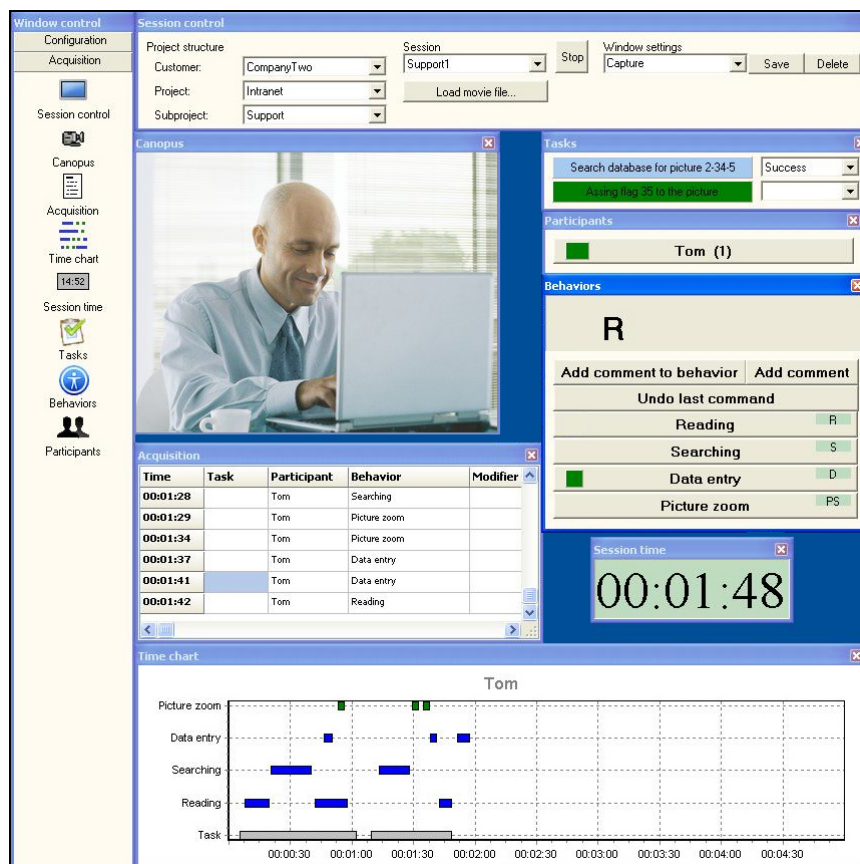 Window control
Configuration
Acquisition
Session control
Canopus
Acquisition
Time chart
14:52
Session time
Tasks
Behaviors
Participants
Session control
Project structure
Customer: CompanyTwo
Project: Intranet
Subproject: Support
Session
Support1
Load movie file...
Stop
Window settings
Capture
Save Delete
Canopus
Tasks
Search database for picture 2-34-5 Success
Assing flag 35 to the picture
Participants
Tom (1)
Behaviors
R
Add comment to behavior Add comment
Undo last command
Reading R
Searching S
Data entry D
Picture zoom PS
Acquisition
Time Task Participant Behavior Modifier
00:01:28 Tom Searching
00:01:29 Tom Picture zoom
00:01:34 Tom Picture zoom
00:01:37 Tom Data entry
00:01:41 Tom Data entry
00:01:42 Tom Reading
Session time
00:01:48
Time chart
Tom
Picture zoom
Data entry
Searching
Reading
Task
00:00:30 00:01:00 00:01:30 00:02:00 00:02:30 00:03:00 00:03:30 00:04:00 00:04:30